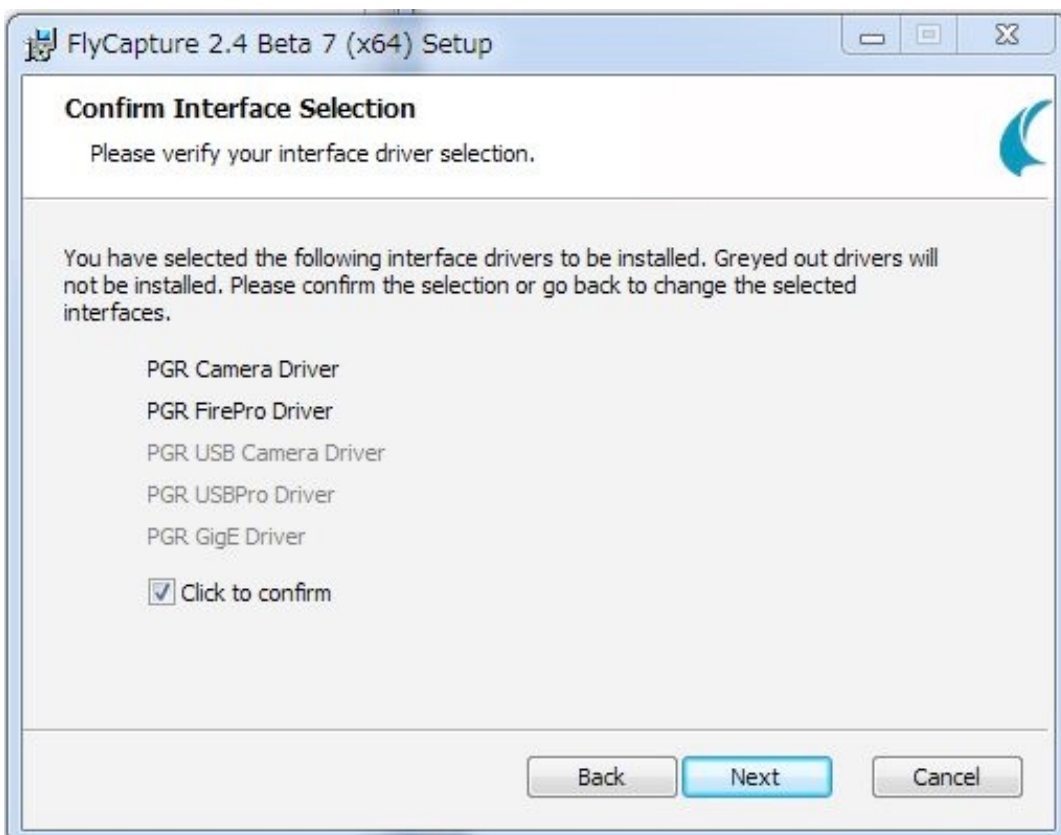 FlyCapture 2.4 Beta 7 (x64) Setup
Confirm Interface Selection
Please verify your interface driver selection.
You have selected the following interface drivers to be installed. Greyed out drivers will
not be installed. Please confirm the selection or go back to change the selected
interfaces.
PGR Camera Driver
PGR FirePro Driver
PGR USB Camera Driver
PGR USBPro Driver
PGR GigE Driver
Click to confirm
Back Next Cancel